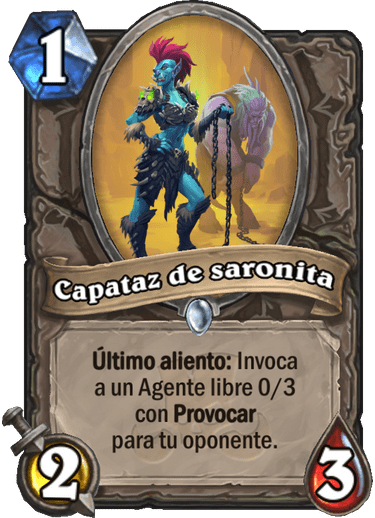 1
Capataz de saronita
Último aliento: Invoca
a un Agente libre 0/3
con Provocar
para tu oponente.
2
3